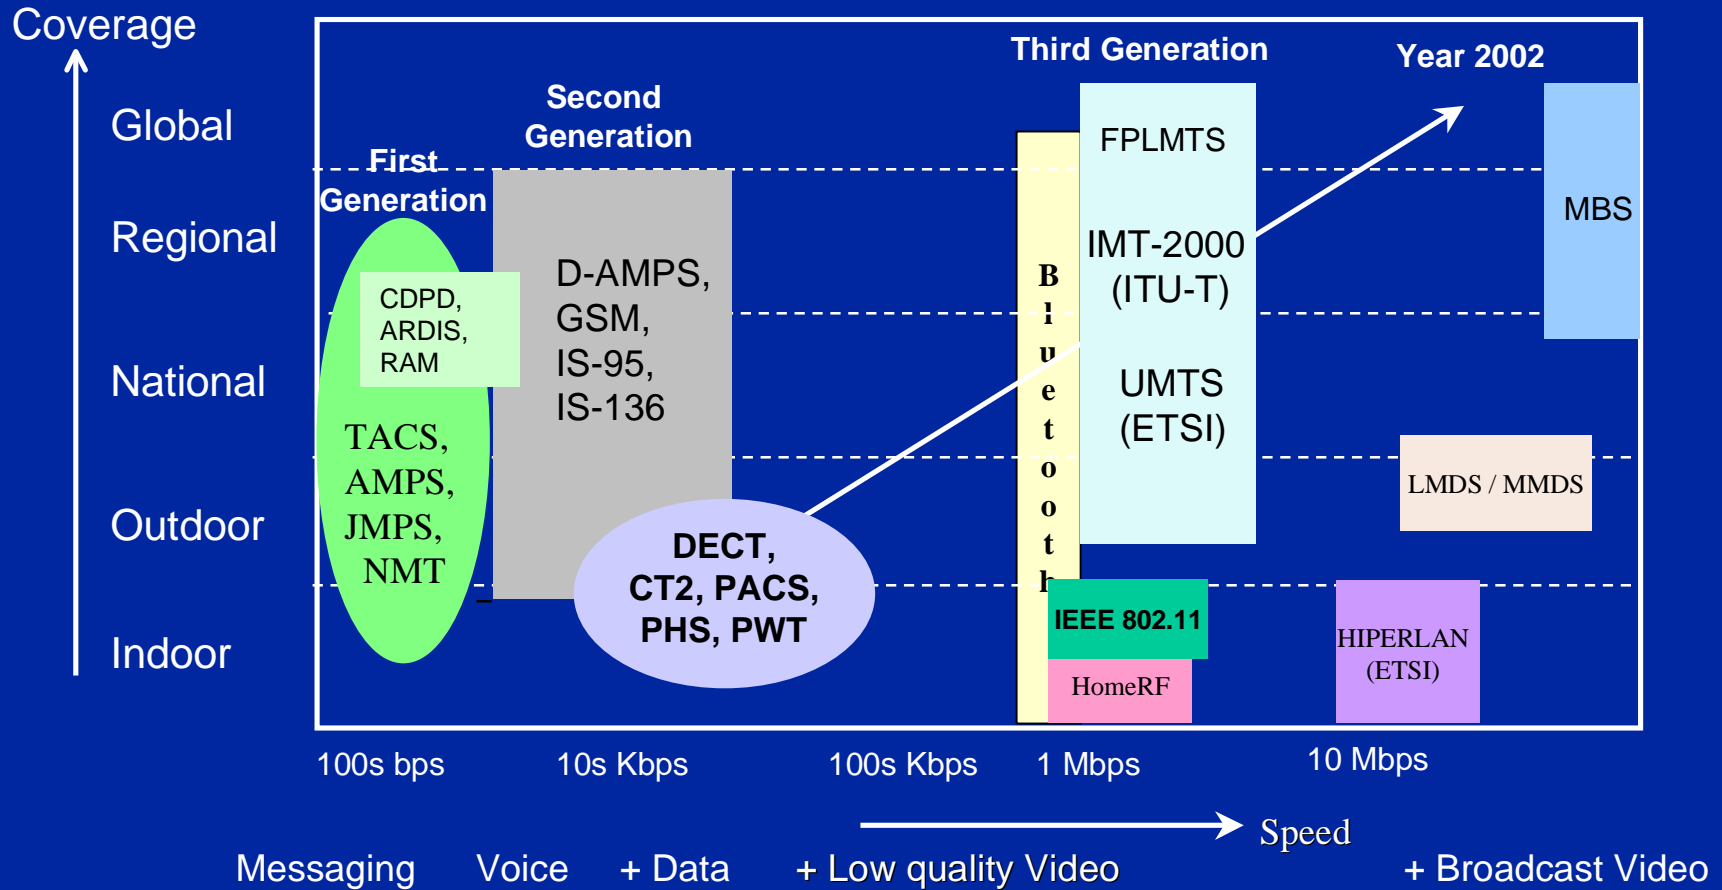 Coverage
Third Generation
Year 2002
Second
Generation
Global
FPLMTS
First
Generation
MBS
Regional
IMT-2000
(ITU-T)
D-AMPS,
GSM,
IS-95,
IS-136
CDPD,
ARDIS,
RAM
Bluetooth
National
UMTS
(ETSI)
TACS,
AMPS,
JMPS,
NMT
LMDS / MMDS
Outdoor
DECT,
CT2, PACS,
PHS, PWT
IEEE 802.11
HIPERLAN
(ETSI)
Indoor
HomeRF
100s bps
10s Kbps
100s Kbps
1 Mbps
10 Mbps
Speed
Messaging
Voice
+ Data
+ Low quality Video
+ Broadcast Video